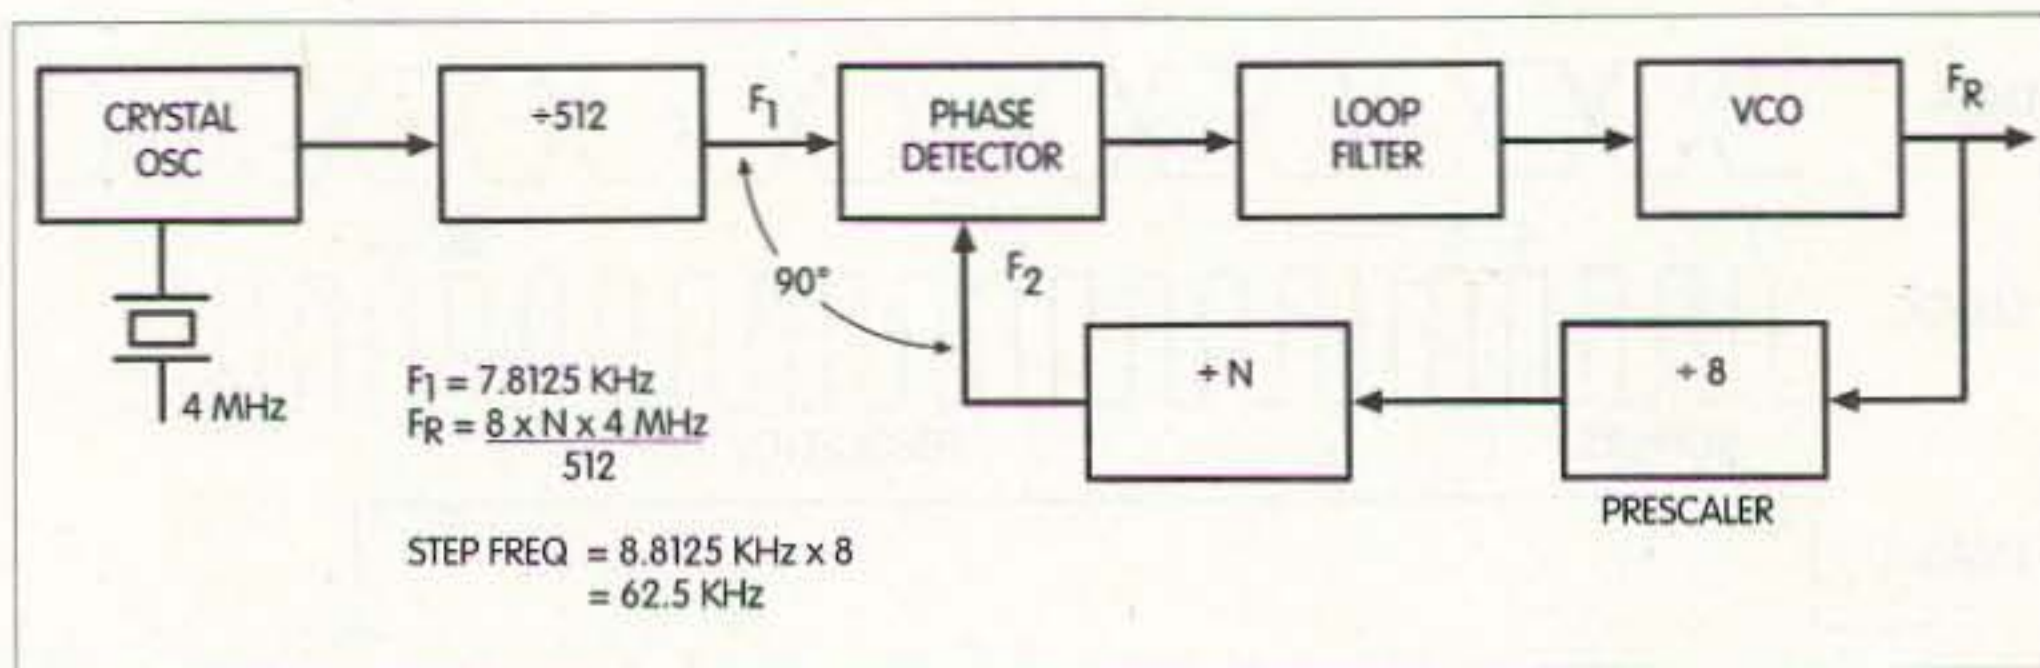 CRYSTAL
OSC
÷512
F1
PHASE
DETECTOR
LOOP
FILTER
VCO
FR
90°
F2
÷ N
÷ 8
PRESCALER
4 MHz
F1 = 7.8125 KHz
FR = 8 x N x 4 MHz
512
STEP FREQ = 8.8125 KHz x 8
= 62.5 KHz